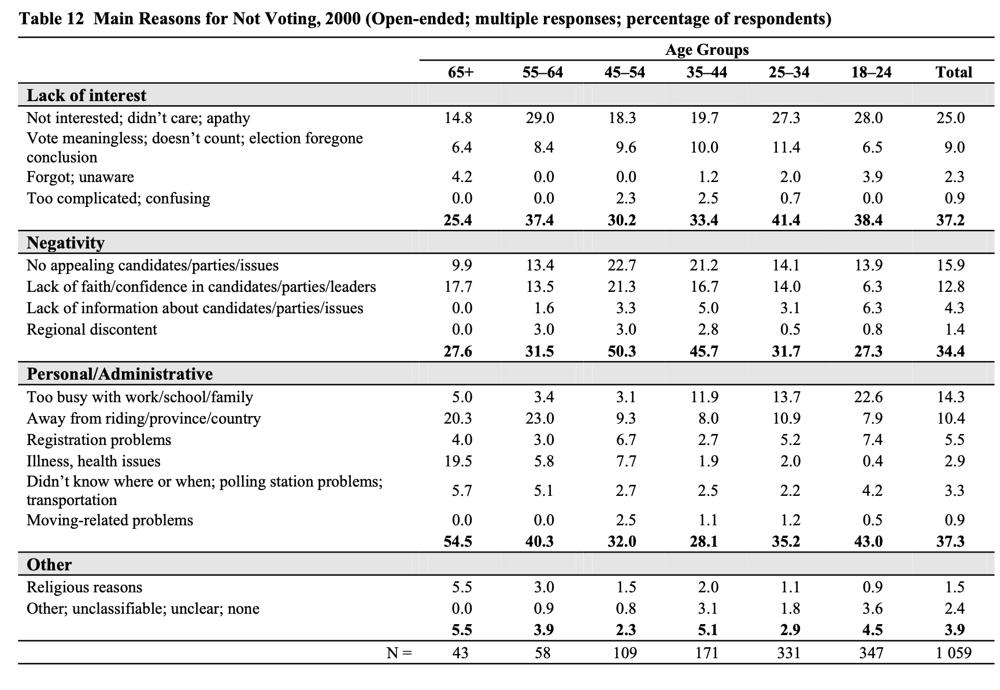 Table 12 Main Reasons for Not Voting, 2000 (Open-ended; multiple responses; percentage of respondents)
Age Groups
65+ 55–64 45–54 35–44 25–34 18–24 Total
Lack of interest
Not interested; didn’t care; apathy 14.8 29.0 18.3 19.7 27.3 28.0 25.0
Vote meaningless; doesn’t count; election foregone
conclusion 6.4 8.4 9.6 10.0 11.4 6.5 9.0
Forgot; unaware 4.2 0.0 0.0 1.2 2.0 3.9 2.3
Too complicated; confusing 0.0 0.0 2.3 2.5 0.7 0.0 0.9
25.4 37.4 30.2 33.4 41.4 38.4 37.2
Negativity
No appealing candidates/parties/issues 9.9 13.4 22.7 21.2 14.1 13.9 15.9
Lack of faith/confidence in candidates/parties/leaders 17.7 13.5 21.3 16.7 14.0 6.3 12.8
Lack of information about candidates/parties/issues 0.0 1.6 3.3 5.0 3.1 6.3 4.3
Regional discontent 0.0 3.0 3.0 2.8 0.5 0.8 1.4
27.6 31.5 50.3 45.7 31.7 27.3 34.4
Personal/Administrative
Too busy with work/school/family 5.0 3.4 3.1 11.9 13.7 22.6 14.3
Away from riding/province/country 20.3 23.0 9.3 8.0 10.9 7.9 10.4
Registration problems 4.0 3.0 6.7 2.7 5.2 7.4 5.5
Illness, health issues 19.5 5.8 7.7 1.9 2.0 0.4 2.9
Didn’t know where or when; polling station problems;
transportation 5.7 5.1 2.7 2.5 2.2 4.2 3.3
Moving-related problems 0.0 0.0 2.5 1.1 1.2 0.5 0.9
54.5 40.3 32.0 28.1 35.2 43.0 37.3
Other
Religious reasons 5.5 3.0 1.5 2.0 1.1 0.9 1.5
Other; unclassifiable; unclear; none 0.0 0.9 0.8 3.1 1.8 3.6 2.4
5.5 3.9 2.3 5.1 2.9 4.5 3.9
N = 43 58 109 171 331 347 1 059